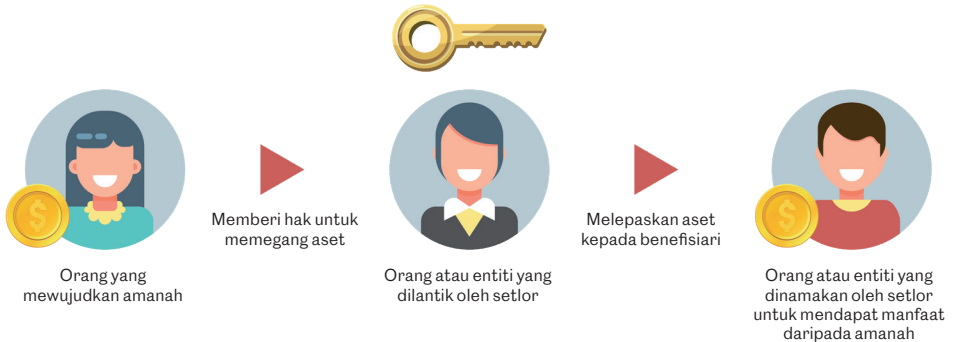 Memberi hak untuk
memegang aset
Melepaskan aset
kepada benefisiari
Orang yang
mewujudkan amanah
Orang atau entiti yang
dilantik oleh setlor
Orang atau entiti yang
dinamakan oleh setlor
untuk mendapat manfaat
daripada amanah